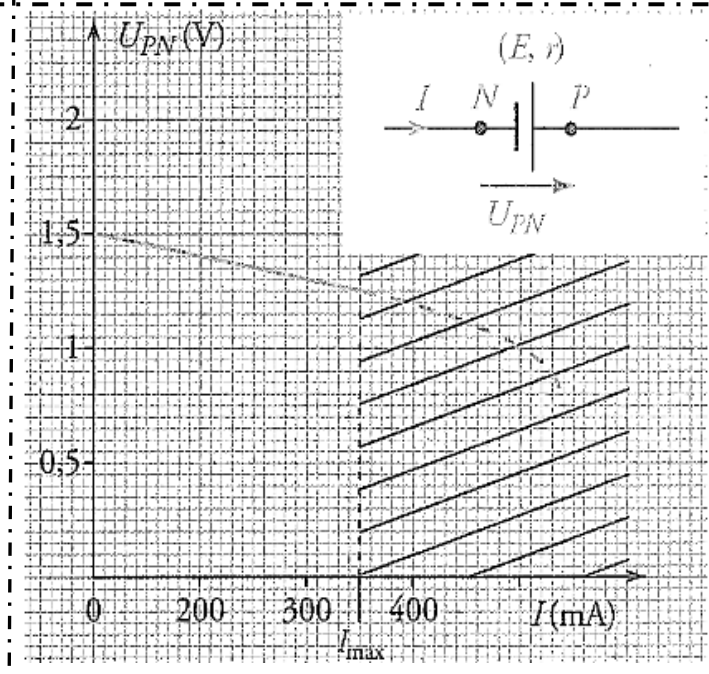 U_PN (V)
(E, r)
I N P
U_PN
2
1,5
1
0,5
0 200 300 400 I (mA)
I_max